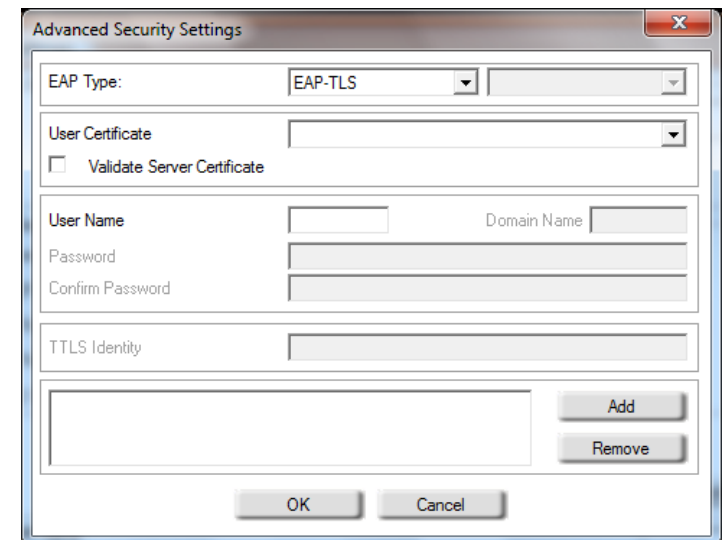 Advanced Security Settings
EAP Type: EAP-TLS
User Certificate
Validate Server Certificate
User Name Domain Name
Password
Confirm Password
TTLS Identity
Add
Remove
OK Cancel